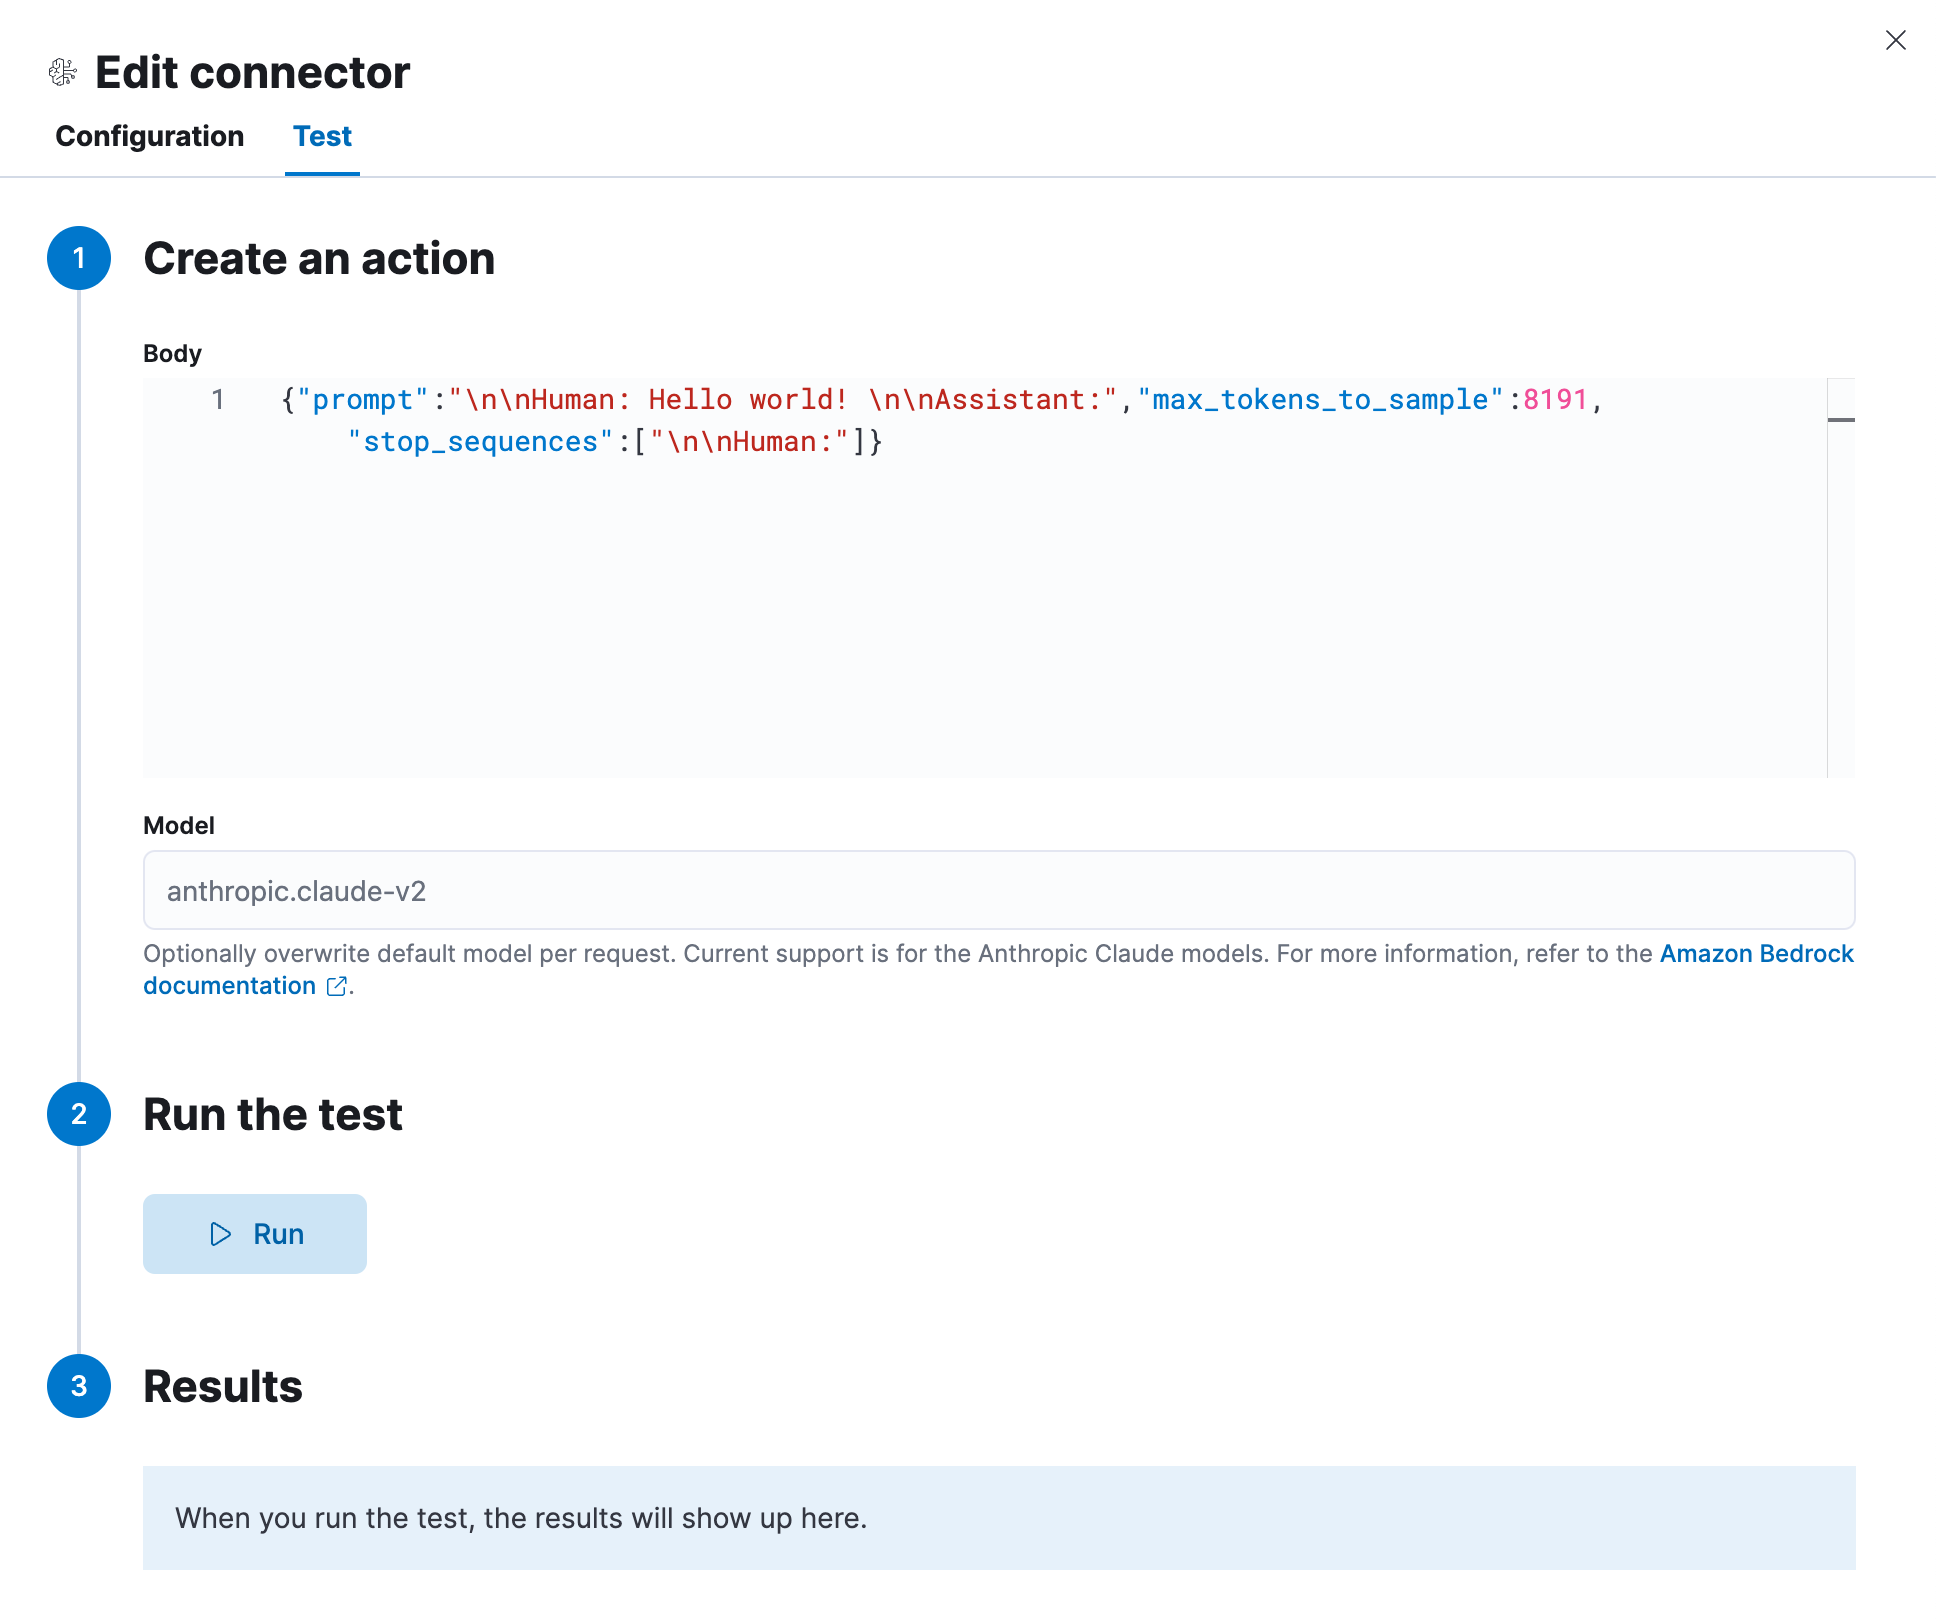 Edit connector
Configuration Test
1 Create an action
Body
1 {"prompt":"\n\nHuman: Hello world! \n\nAssistant:","max_tokens_to_sample":8191,
"stop_sequences":["\n\nHuman:"]}
Model
anthropic.claude-v2
Optionally overwrite default model per request. Current support is for the Anthropic Claude models. For more information, refer to the Amazon Bedrock
documentation .
2 Run the test
Run
3 Results
When you run the test, the results will show up here.